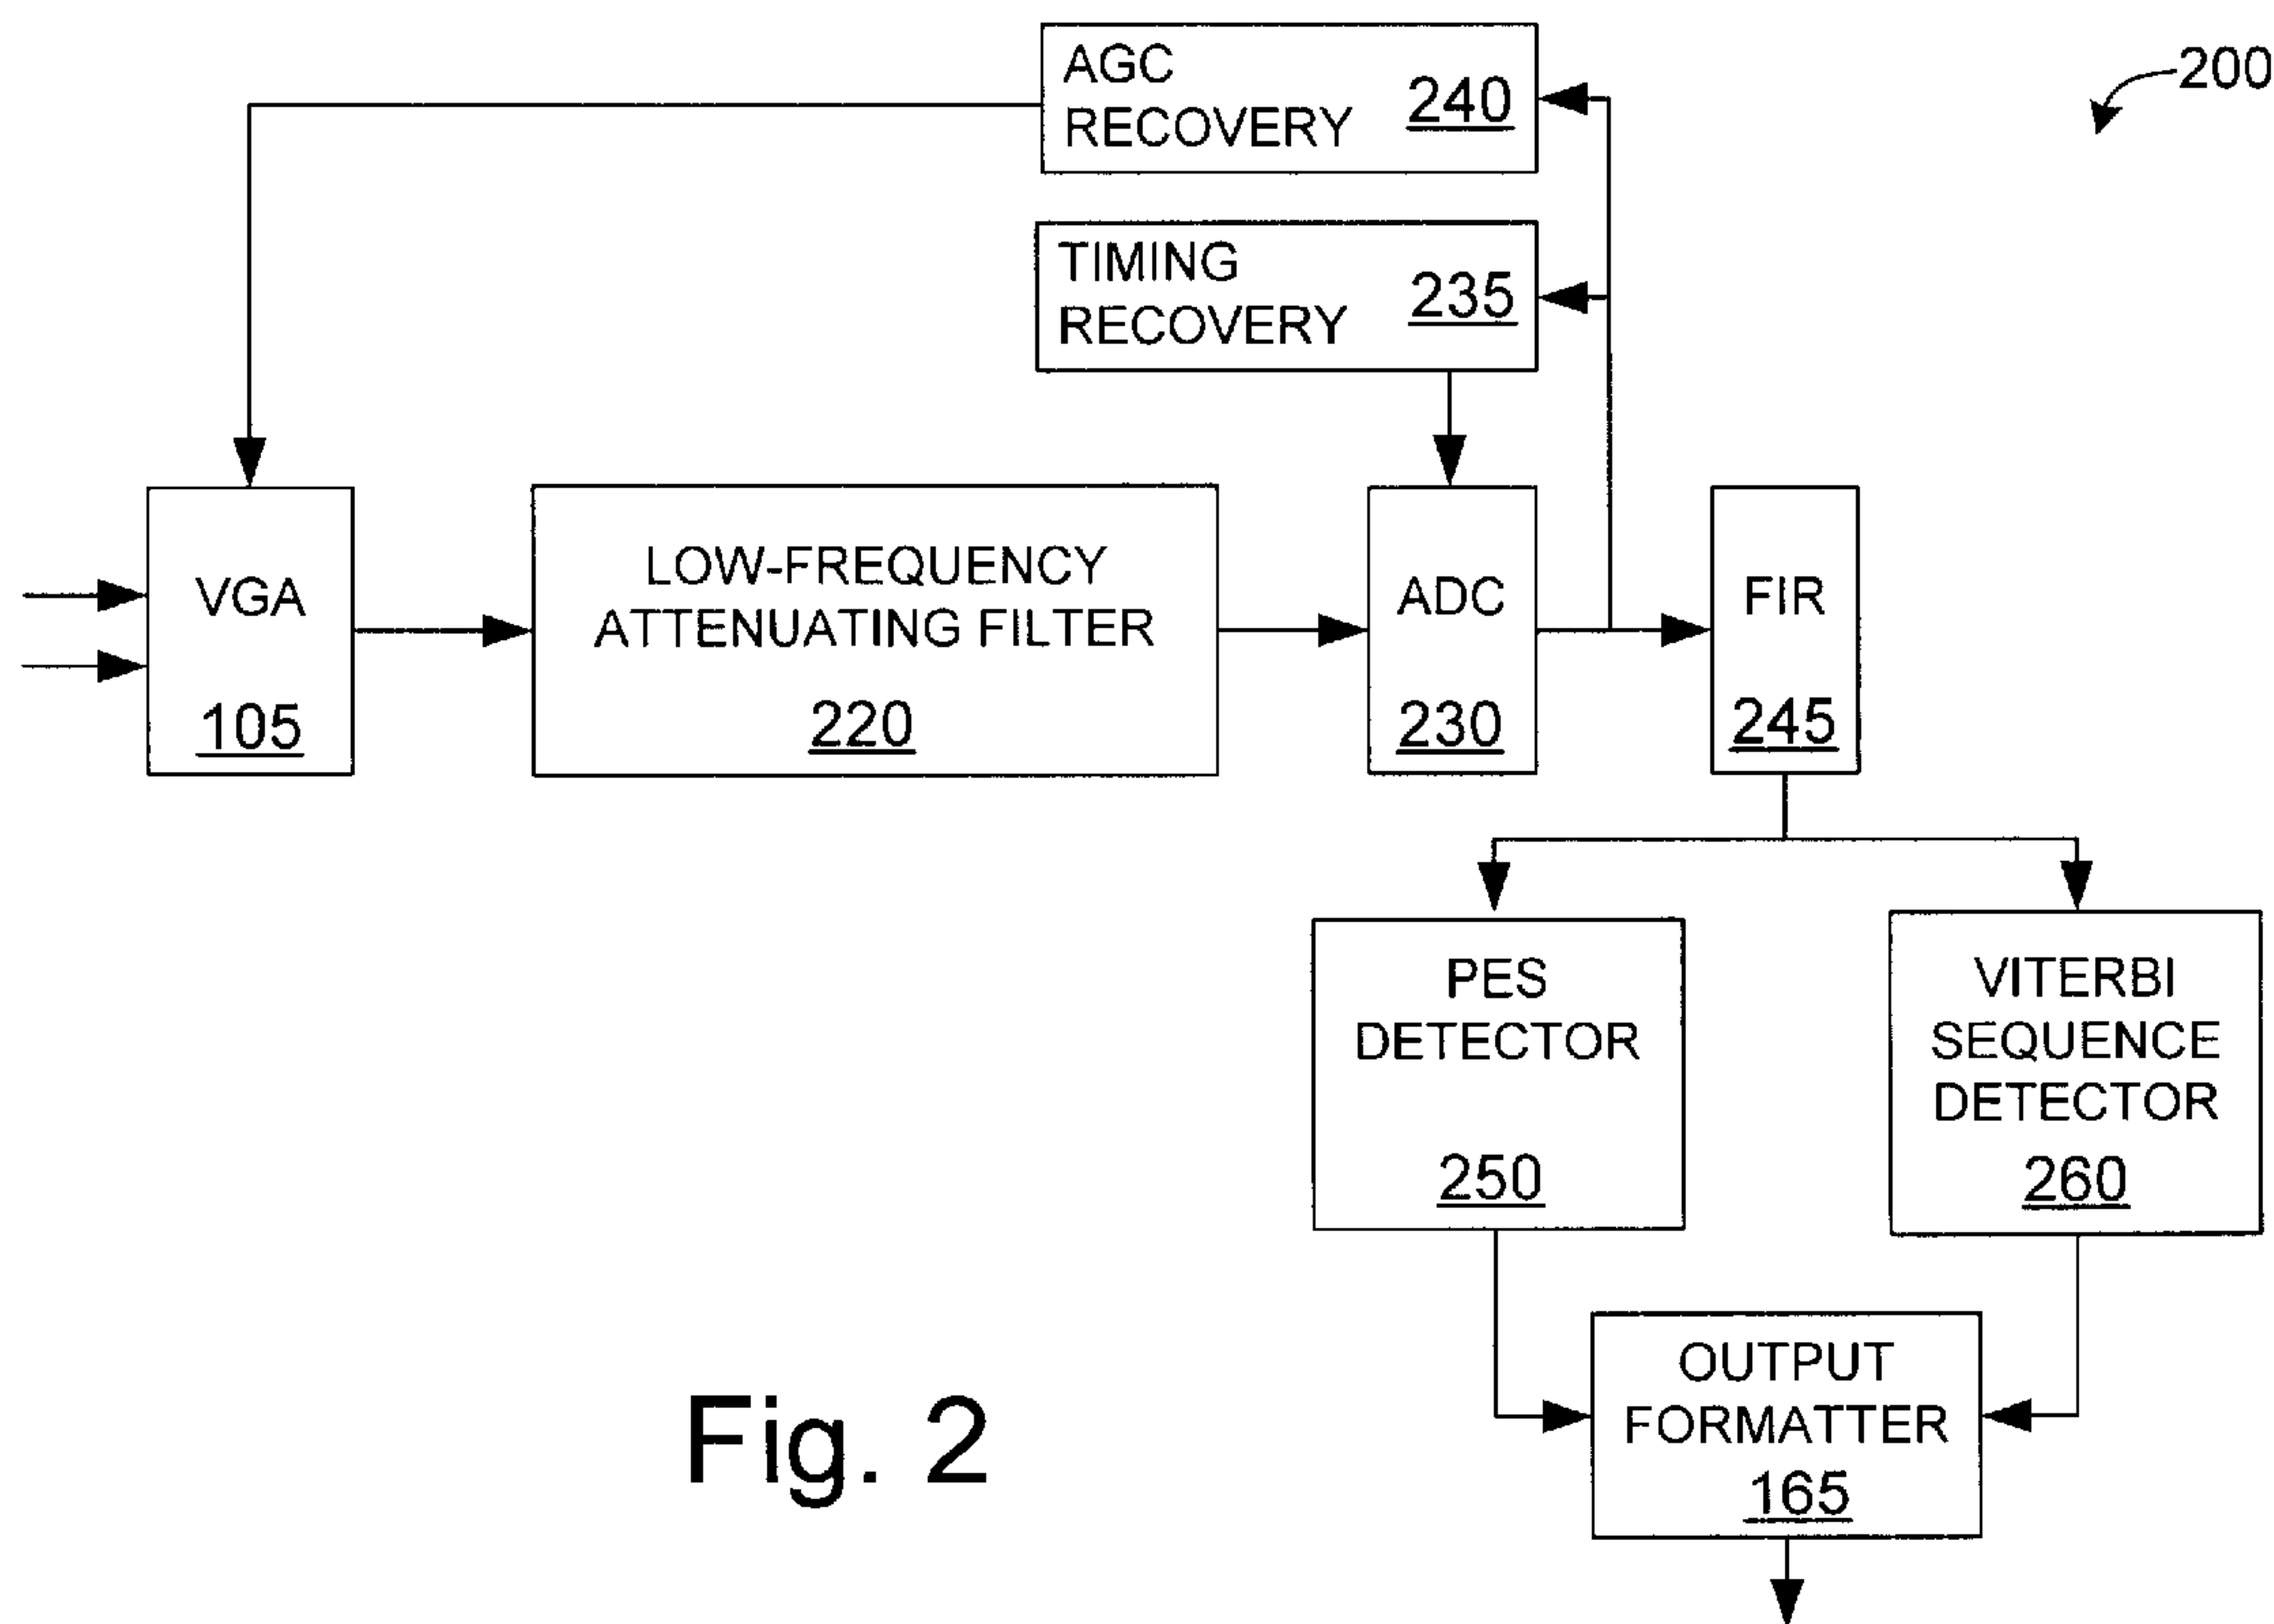 AGC
RECOVERY
240
200
TIMING
RECOVERY
235
VGA
105
LOW-FREQUENCY
ATTENUATING FILTER
220
ADC
230
FIR
245
PES
DETECTOR
250
VITERBI
SEQUENCE
DETECTOR
260
OUTPUT
FORMATTER
165
Fig. 2